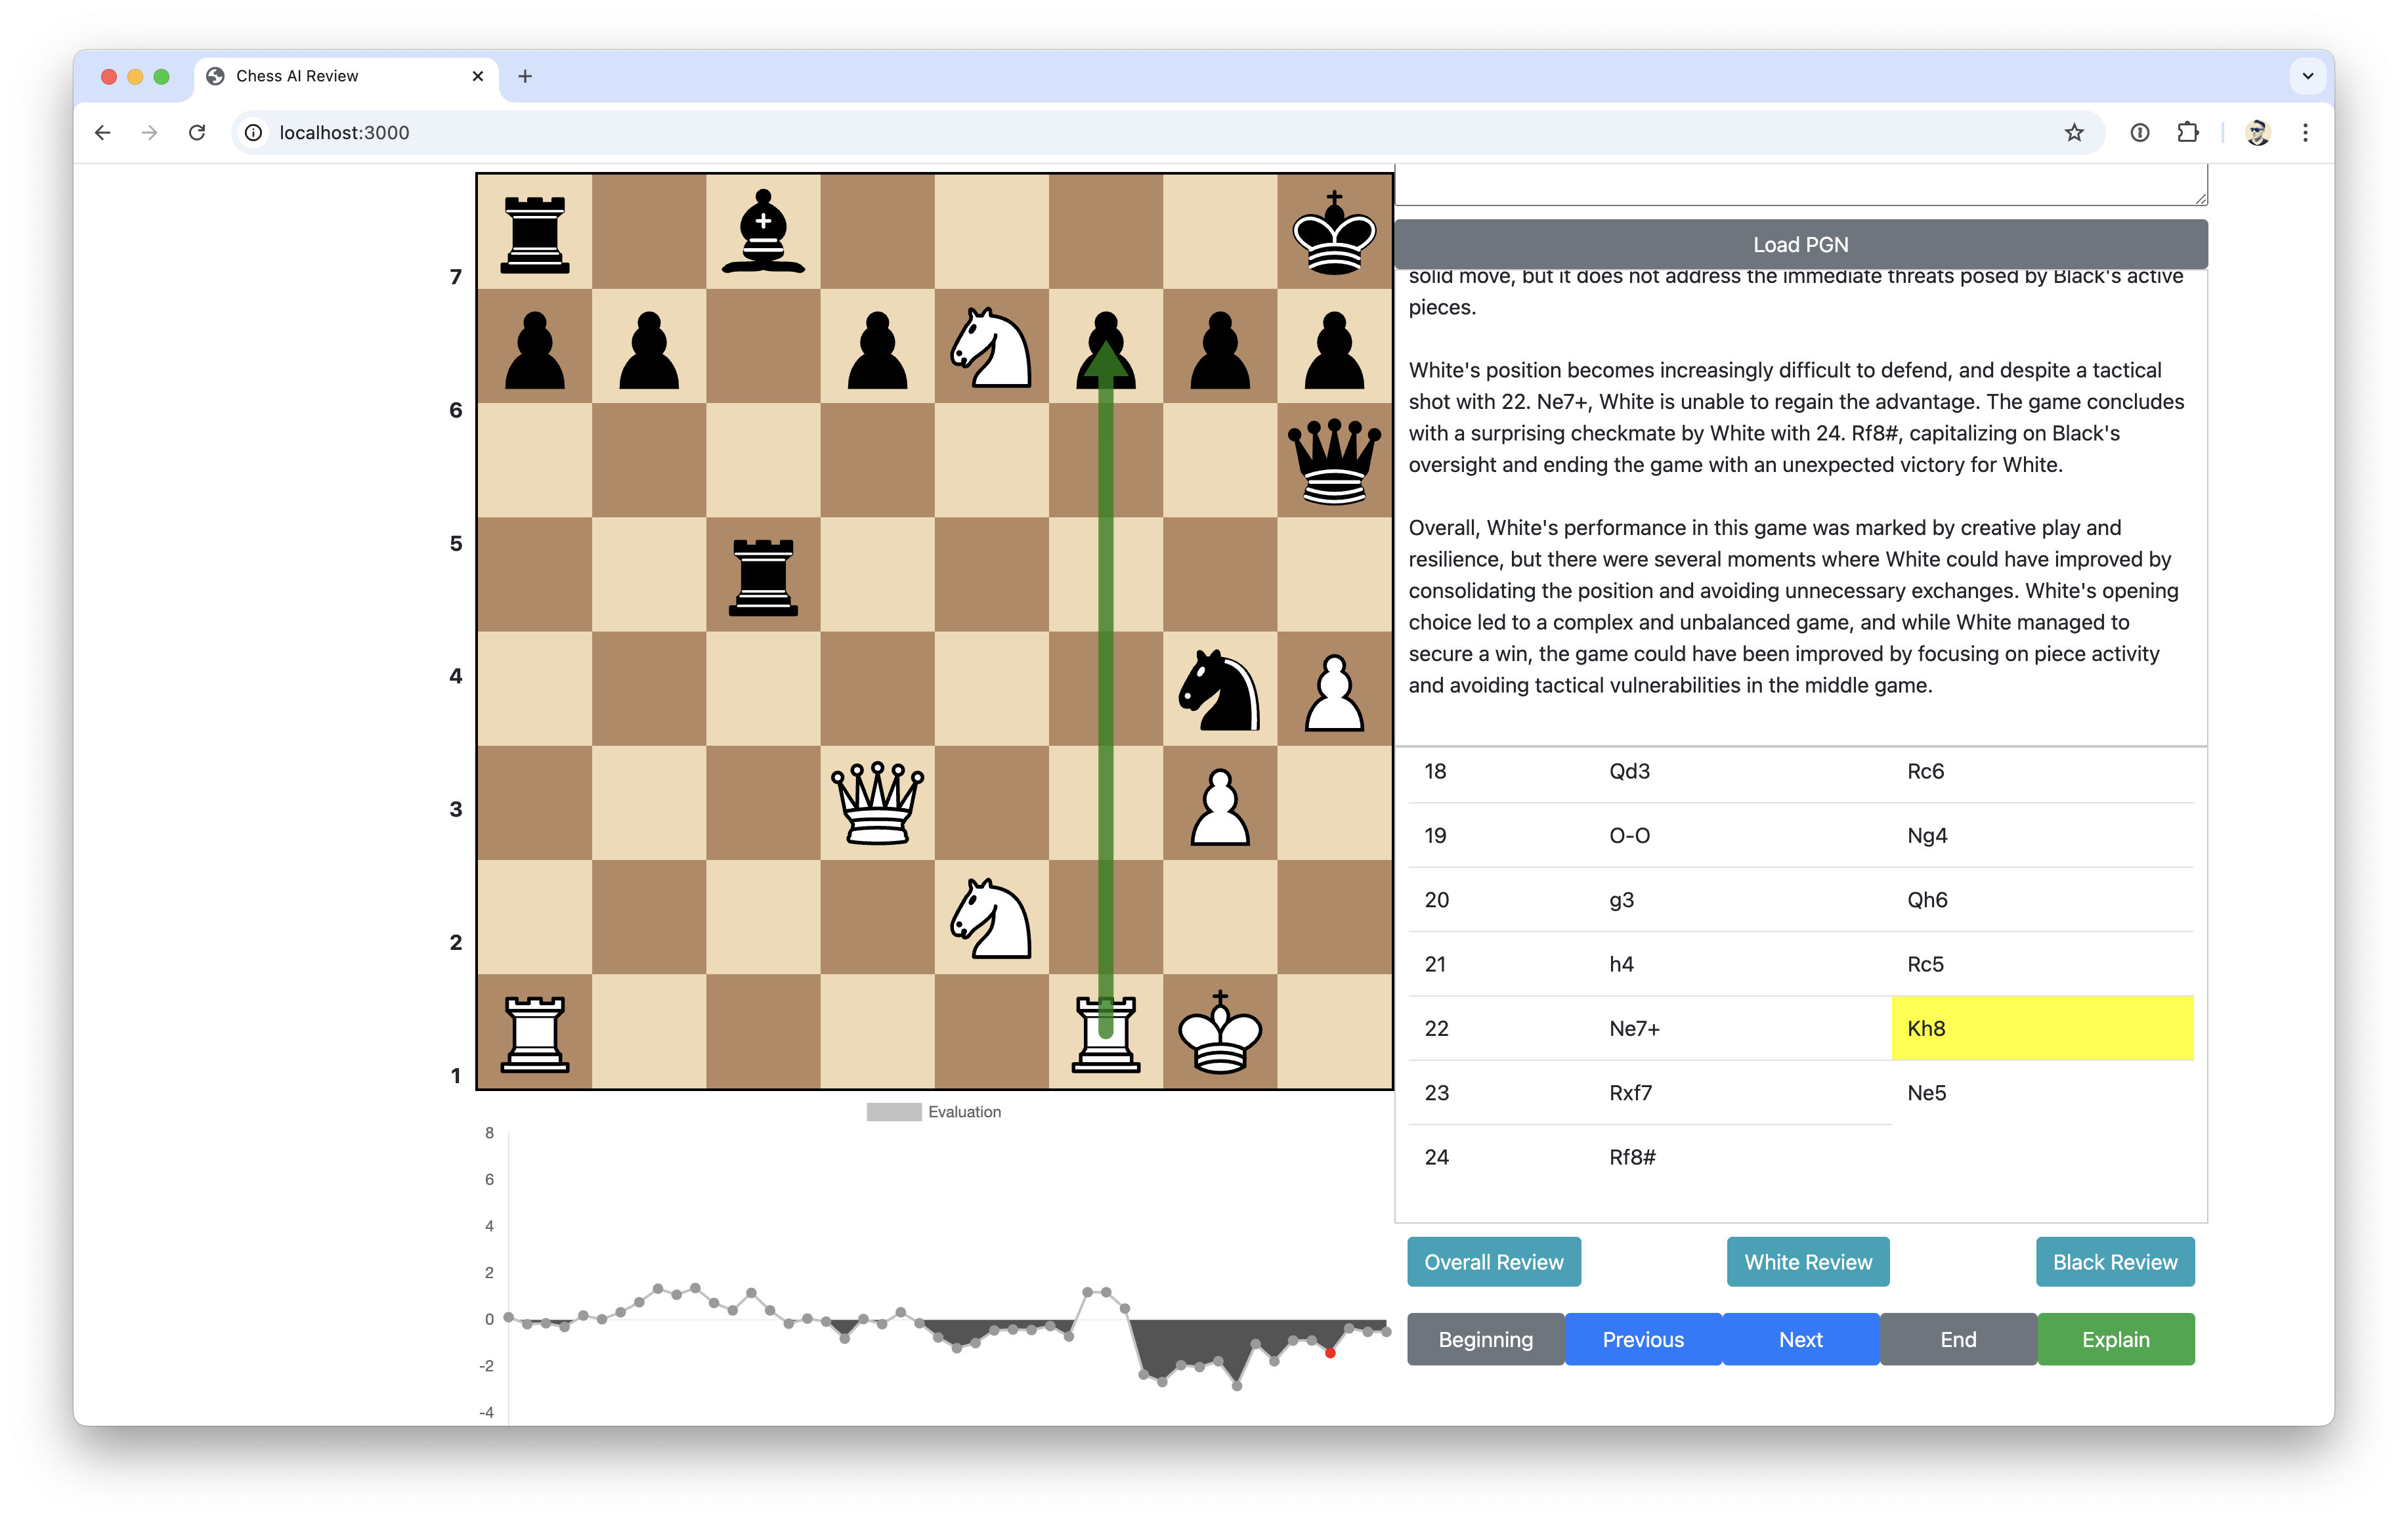 Chess AI Review
localhost:3000
7
6
5
4
3
2
1
Load PGN
solid move, but it does not address the immediate threats posed by Black's active
pieces.
White's position becomes increasingly difficult to defend, and despite a tactical
shot with 22. Ne7+, White is unable to regain the advantage. The game concludes
with a surprising checkmate by White with 24. Rf8#, capitalizing on Black's
oversight and ending the game with an unexpected victory for White.
Overall, White's performance in this game was marked by creative play and
resilience, but there were several moments where White could have improved by
consolidating the position and avoiding unnecessary exchanges. White's opening
choice led to a complex and unbalanced game, and while White managed to
secure a win, the game could have been improved by focusing on piece activity
and avoiding tactical vulnerabilities in the middle game.
18 Qd3 Rc6
19 O-O Ng4
20 g3 Qh6
21 h4 Rc5
22 Ne7+ Kh8
23 Rxf7 Ne5
24 Rf8#
Evaluation
8
6
4
2
0
-2
-4
Overall Review White Review Black Review
Beginning Previous Next End Explain